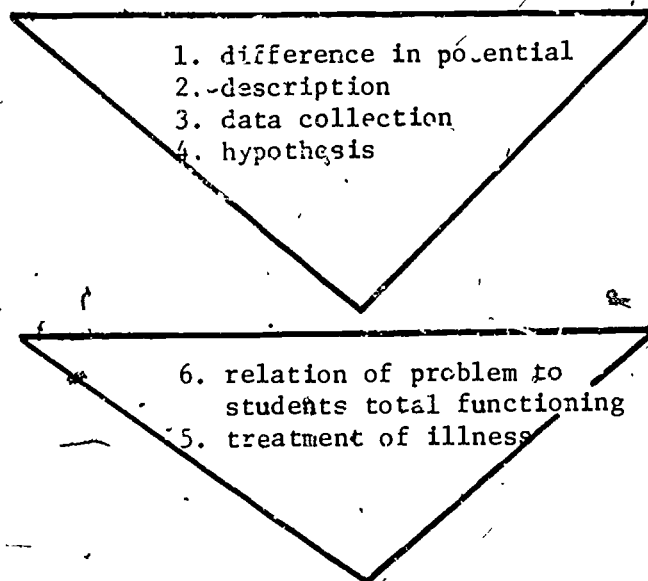 1. difference in potential
2. description
3. data collection
4. hypothesis
6. relation of problem to
students total functioning
5. treatment of illness